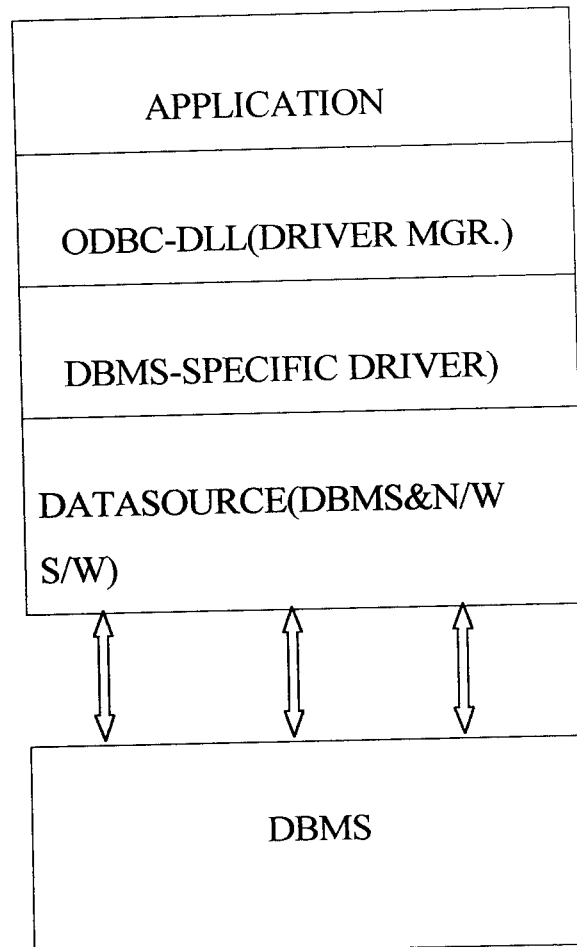 APPLICATION
ODBC-DLL(DRIVER MGR.)
DBMS-SPECIFIC DRIVER)
DATASOURCE(DBMS&N/W
S/W)
DBMS